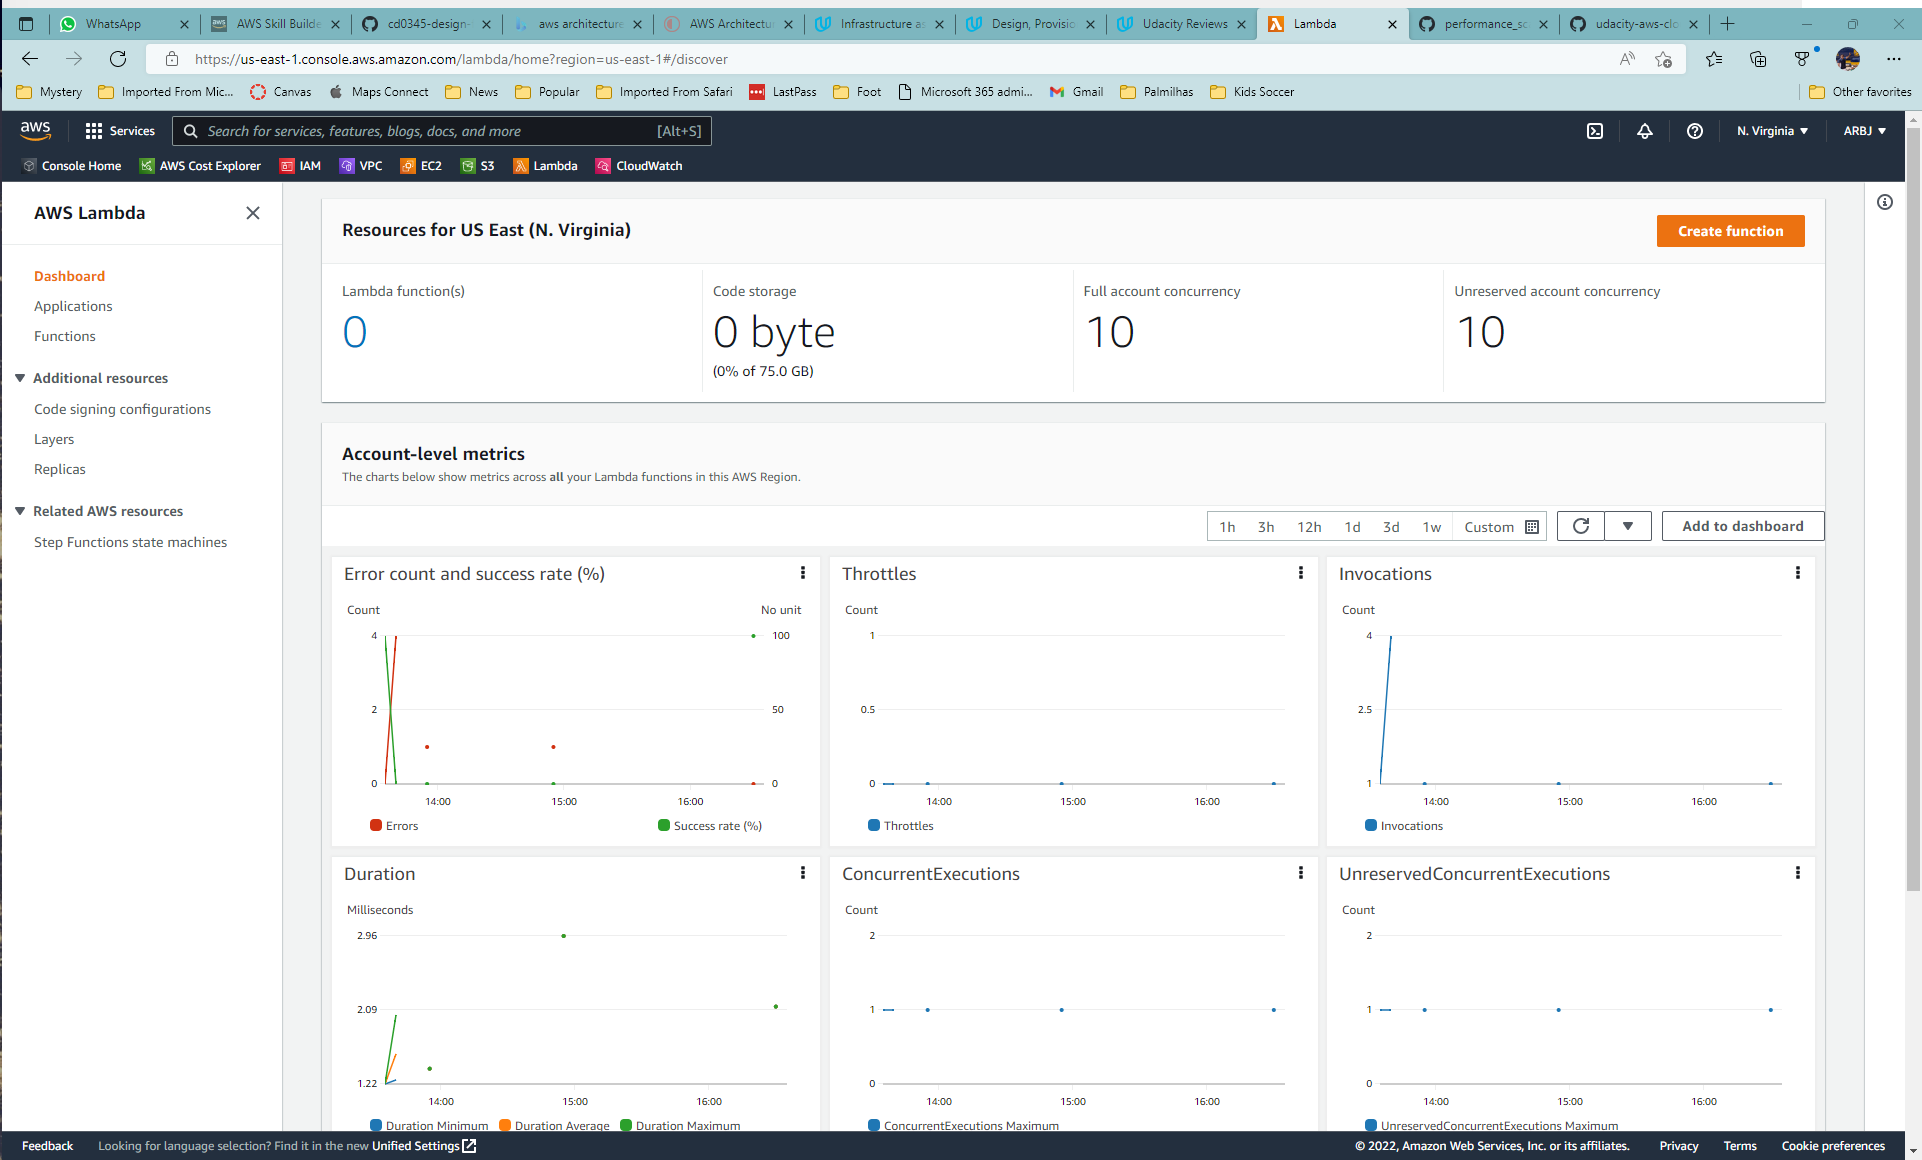 WhatsApp
AWS Skill Builde
cd0345-design-
aws architecture
AWS Architectur
Infrastructure as
Design, Provisio
Udacity Reviews
Lambda
performance_sc
udacity-aws-clo
https://us-east-1.console.aws.amazon.com/lambda/home?region=us-east-1#/discover
Mystery
Imported From Mic...
Canvas
Maps Connect
News
Popular
Imported From Safari
LastPass
Foot
Microsoft 365 admi...
Gmail
Palmilhas
Kids Soccer
Other favorites
aws
Services
Search for services, features, blogs, docs, and more
[Alt+S]
N. Virginia
ARBJ
Console Home
AWS Cost Explorer
IAM
VPC
EC2
S3
Lambda
CloudWatch
AWS Lambda
Dashboard
Applications
Functions
Additional resources
Code signing configurations
Layers
Replicas
Related AWS resources
Step Functions state machines
Resources for US East (N. Virginia)
Create function
Lambda function(s)
0
Code storage
0 byte
(0% of 75.0 GB)
Full account concurrency
10
Unreserved account concurrency
10
Account-level metrics
The charts below show metrics across all your Lambda functions in this AWS Region.
1h 3h 12h 1d 3d 1w Custom
Add to dashboard
Error count and success rate (%)
Count
No unit
4
100
2
50
0
0
14:00 15:00 16:00
Errors
Success rate (%)
Throttles
Count
1
0.5
0
14:00 15:00 16:00
Throttles
Invocations
Count
4
2.5
1
14:00 15:00 16:00
Invocations
Duration
Milliseconds
2.96
2.09
1.22
14:00 15:00 16:00
Duration Minimum
Duration Average
Duration Maximum
ConcurrentExecutions
Count
2
1
0
14:00 15:00 16:00
ConcurrentExecutions Maximum
UnreservedConcurrentExecutions
Count
2
1
0
14:00 15:00 16:00
UnreservedConcurrentExecutions Maximum
Feedback
Looking for language selection? Find it in the new Unified Settings
© 2022, Amazon Web Services, Inc. or its affiliates.
Privacy
Terms
Cookie preferences